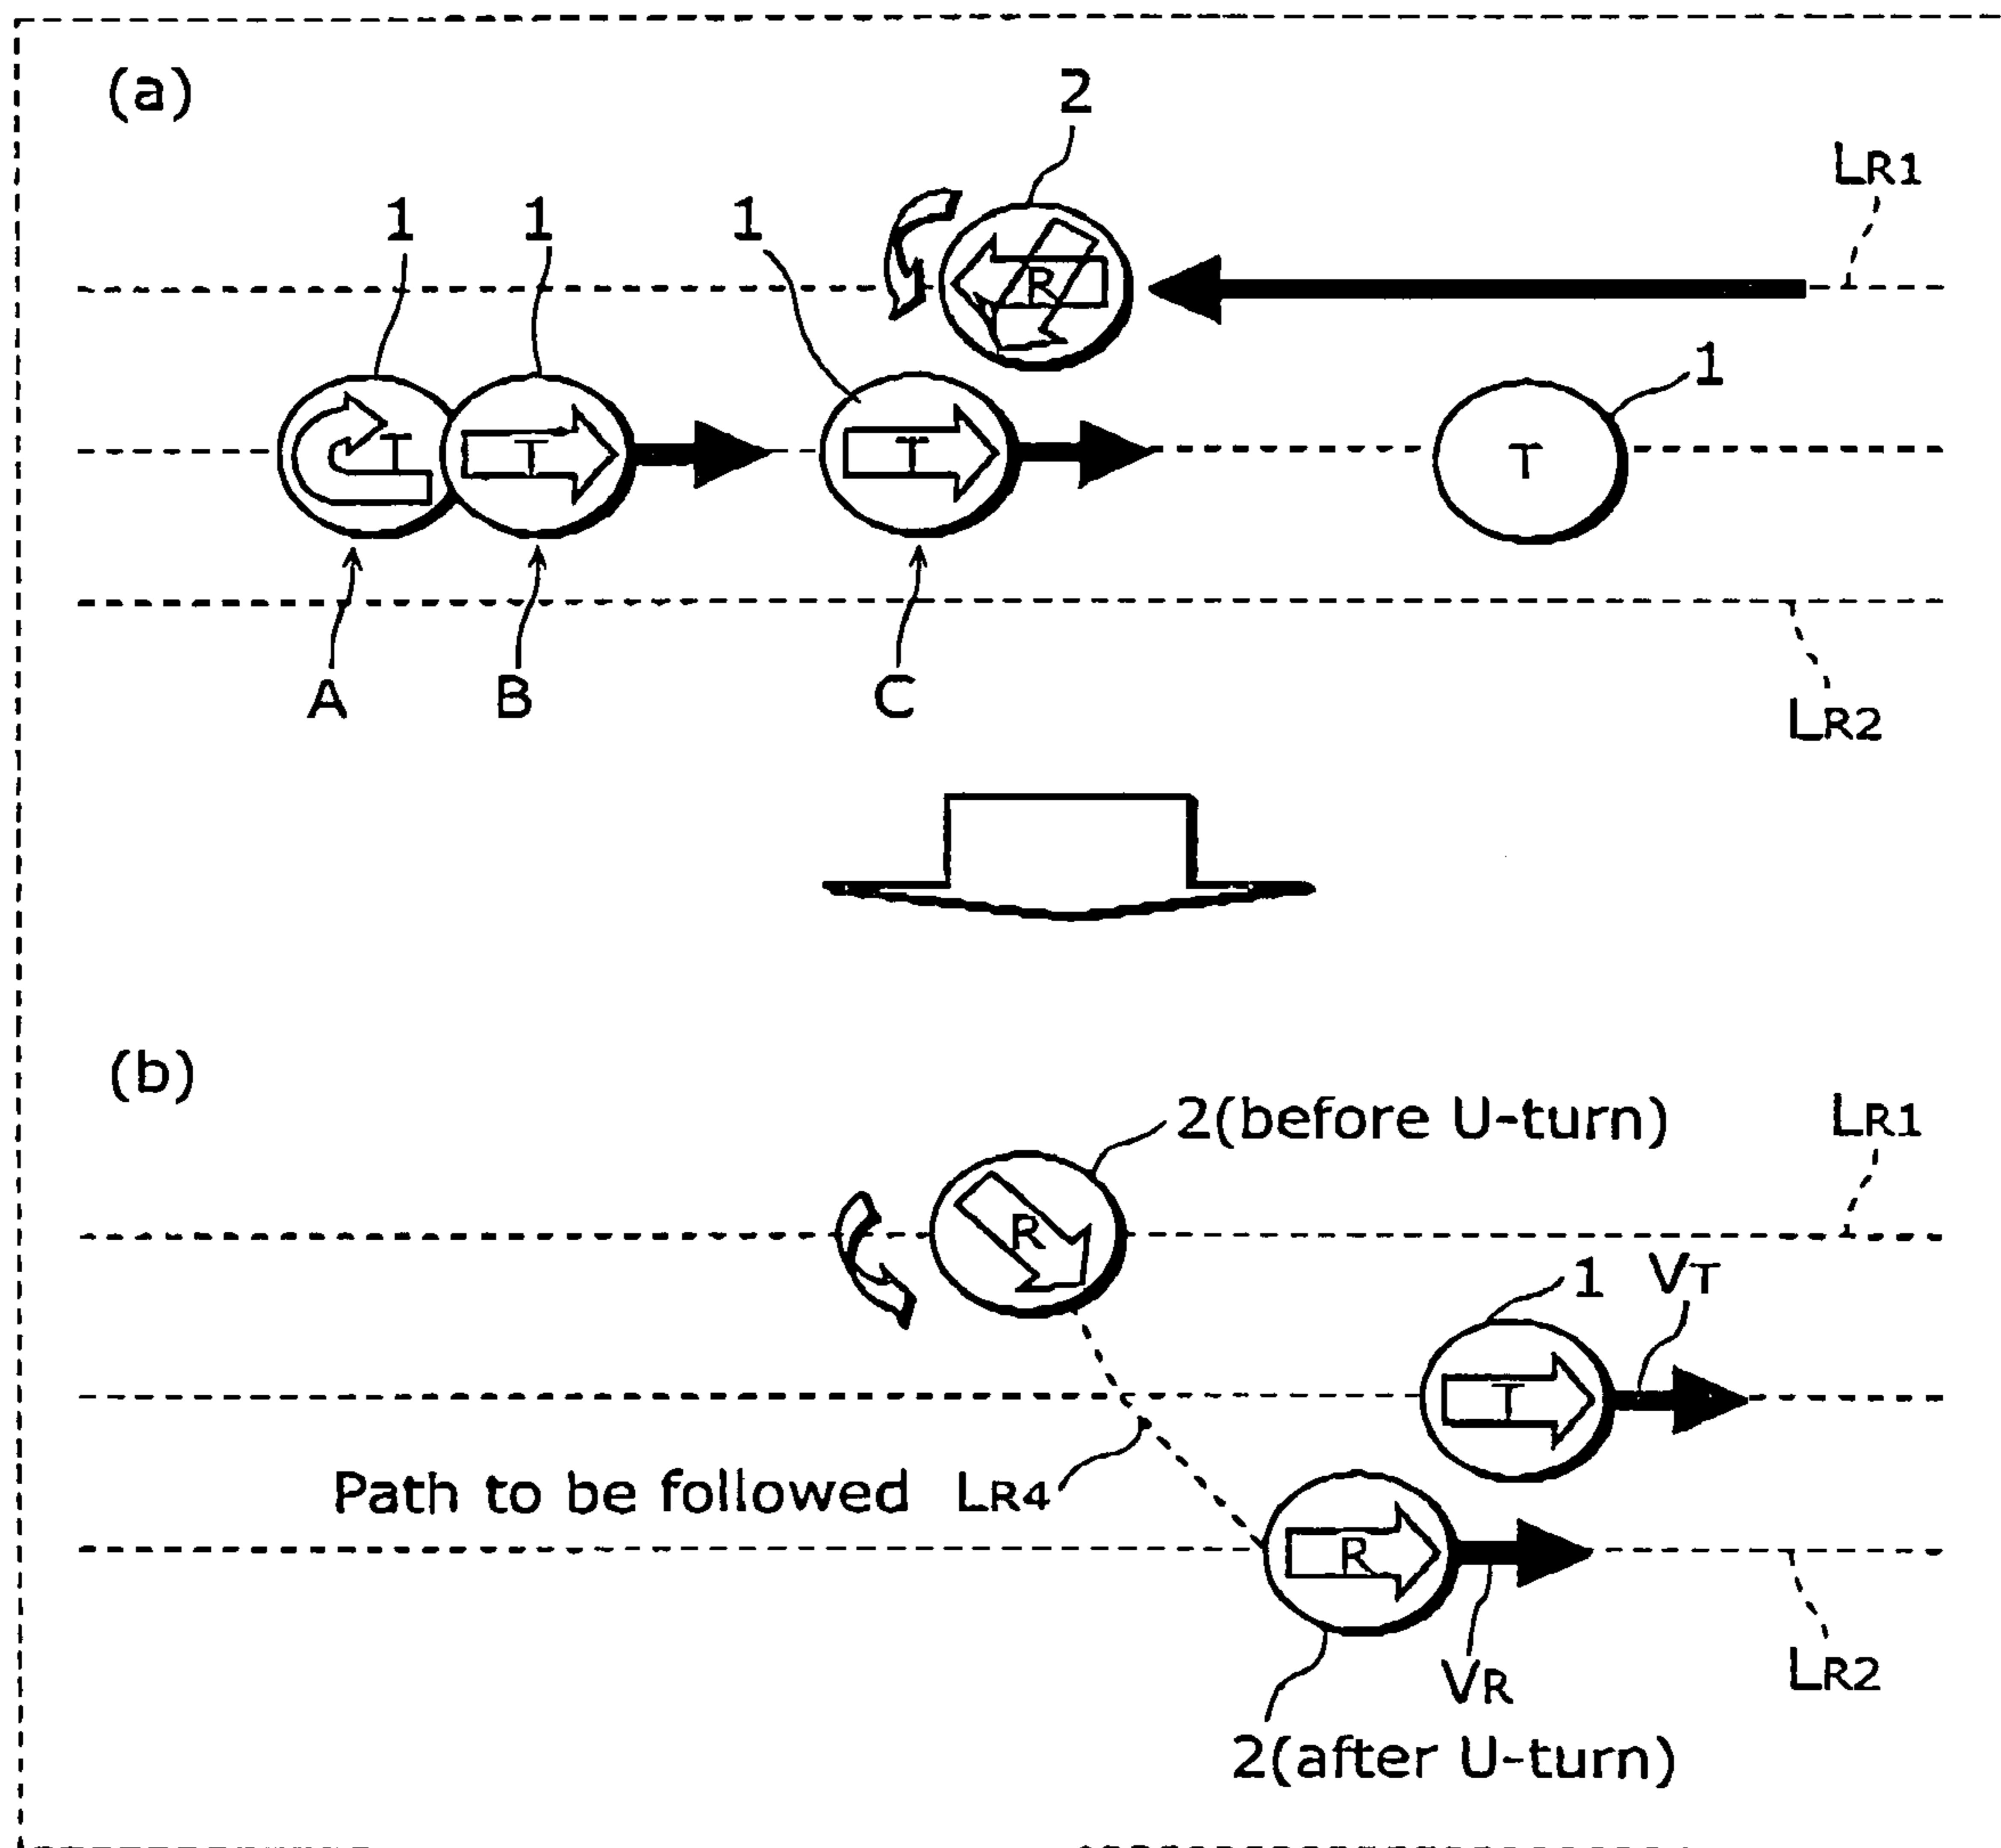 (a)
2
LR1
1 1 1
R
1
T T T T
A B C
LR2
(b)
2(before U-turn)
LR1
R
1 VT
T
Path to be followed LR4
R
VR
LR2
2(after U-turn)